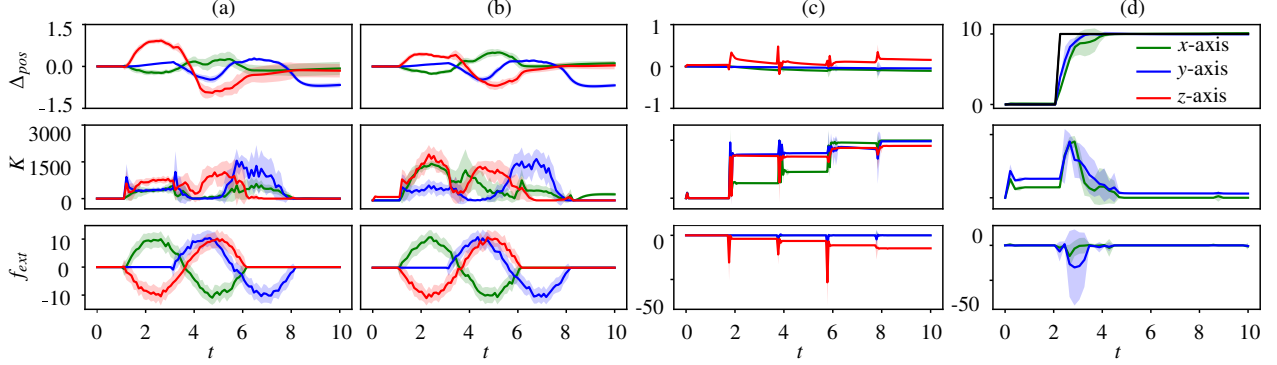 (a) (b) (c) (d)
1.5 1 10
0.0 0
-1.5 -1 0
Δpos
x-axis
y-axis
z-axis
3000
1500
0
K
10 0 0
0
-10 -50 -50
fext
0 2 4 6 8 10 0 2 4 6 8 10 0 2 4 6 8 10 0 2 4 6 8 10
t t t t